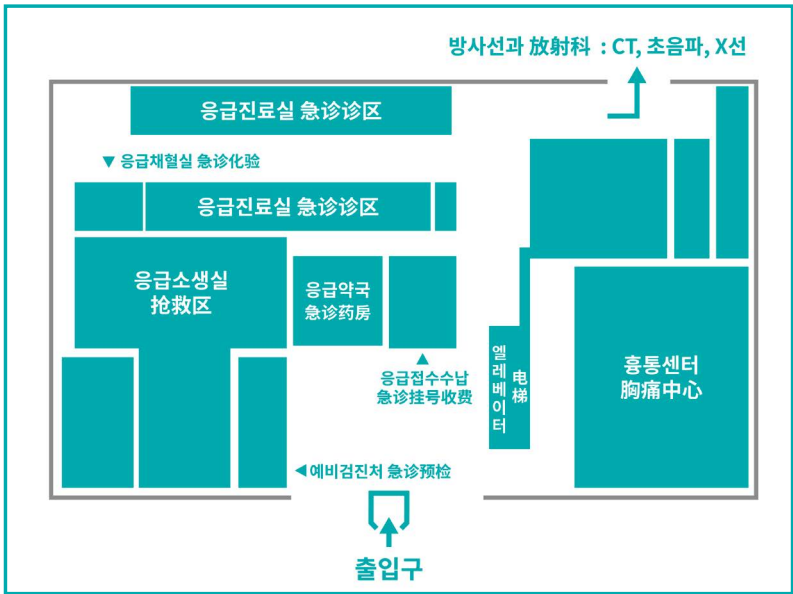 방사선과 放射科 : CT, 초음파, X선
응급진료실 急诊诊区
▼ 응급채혈실 急诊化验
응급진료실 急诊诊区
응급소생실
抢救区
응급약국
急诊药房
▲
응급접수수납
急诊挂号收费
엘레베이터
电梯
흉통센터
胸痛中心
◀예비검진처 急诊预检
출입구